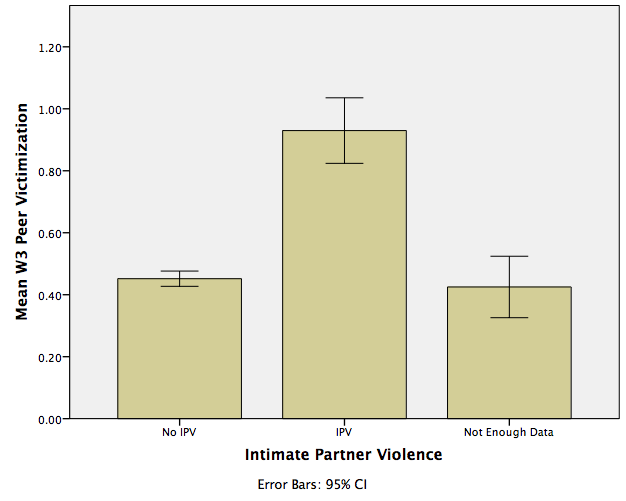 Mean W3 Peer Victimization
1.20
1.00
0.80
0.60
0.40
0.20
0.00
No IPV
IPV
Not Enough Data
Intimate Partner Violence
Error Bars: 95% CI